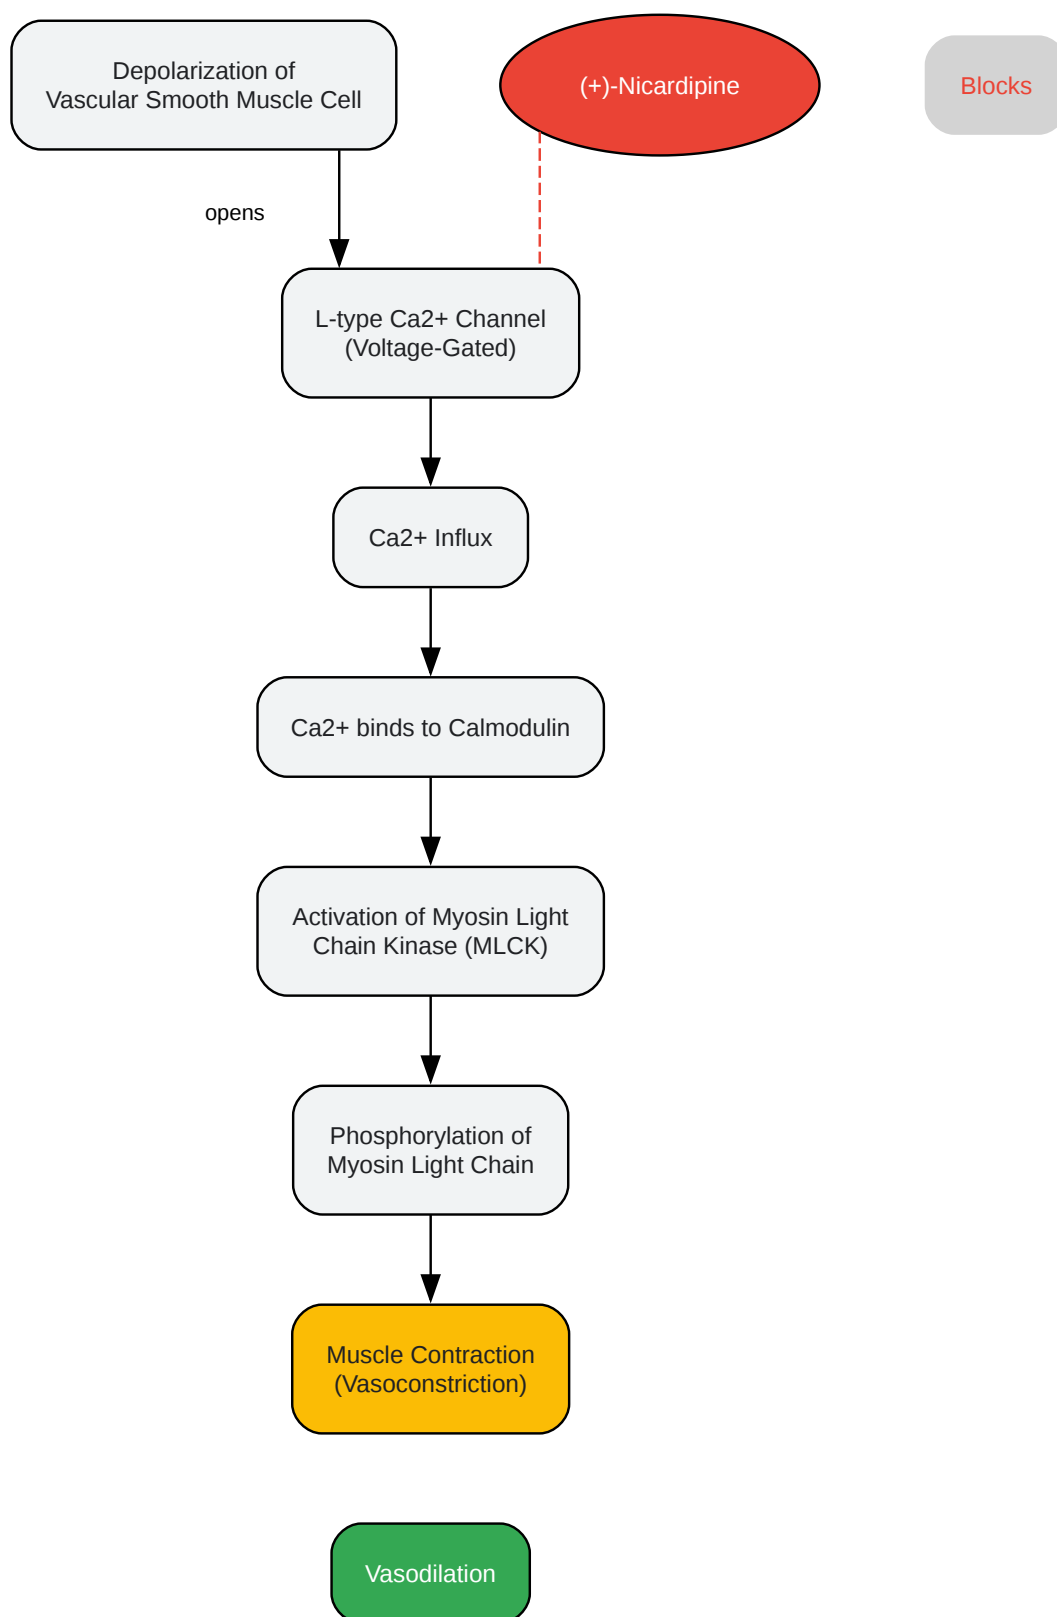 Depolarization of
Vascular Smooth Muscle Cell
(+)-Nicardipine
Blocks
opens
L-type Ca2+ Channel
(Voltage-Gated)
Ca2+ Influx
Ca2+ binds to Calmodulin
Activation of Myosin Light
Chain Kinase (MLCK)
Phosphorylation of
Myosin Light Chain
Muscle Contraction
(Vasoconstriction)
Vasodilation